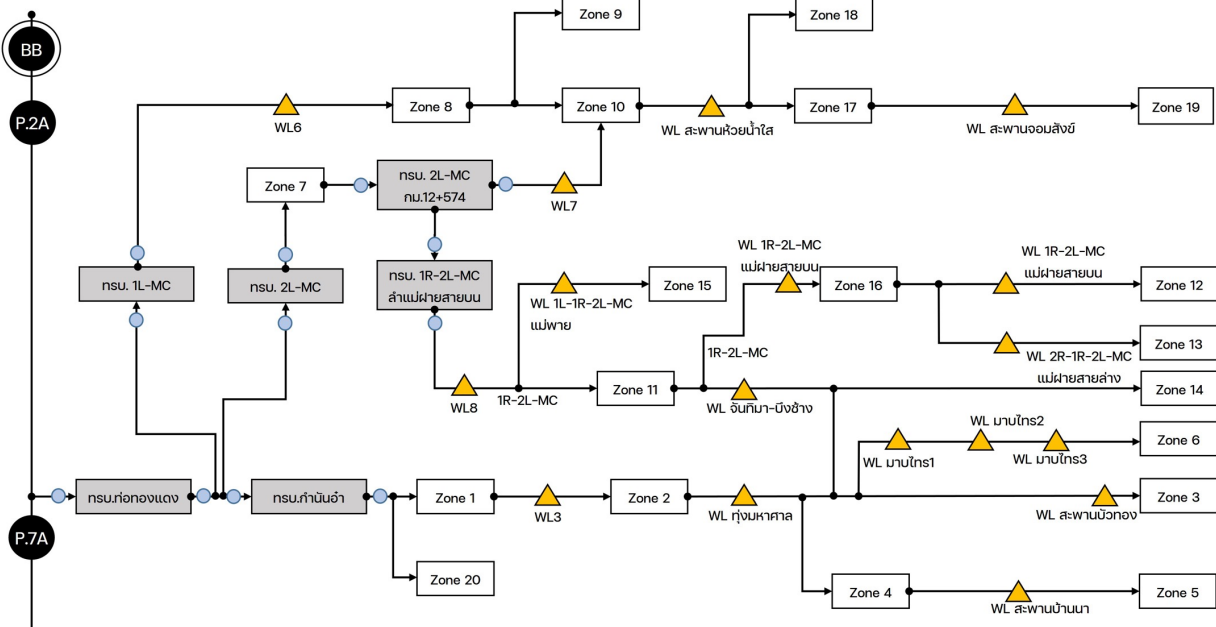 Zone 9
Zone 18
BB
P.2A
Zone 8
Zone 10
Zone 17
Zone 19
WL6
WL สะพานห้วยน้ำใส
WL สะพานจอมสังข์
Zone 7
ทรบ. 2L-MC
กม.12+574
WL7
ทรบ. 1L-MC
ทรบ. 2L-MC
ทรบ. 1R-2L-MC
ลำแม่ฝายสายบน
WL 1L-1R-2L-MC
แม่พาย
Zone 15
WL 1R-2L-MC
แม่ฝายสายบน
Zone 16
WL 1R-2L-MC
แม่ฝายสายบน
Zone 12
1R-2L-MC
Zone 13
WL 2R-1R-2L-MC
แม่ฝายสายล่าง
WL8
1R-2L-MC
Zone 11
WL จันทิมา-บึงช้าง
Zone 14
WL มาบไทร1
WL มาบไทร2
WL มาบไทร3
Zone 6
ทรบ.ท่อทองแดง
ทรบ.กำนันอำ
Zone 1
WL3
Zone 2
WL ทุ่งมหาศาล
WL สะพานบัวทอง
Zone 3
P.7A
Zone 20
Zone 4
WL สะพานบ้านนา
Zone 5